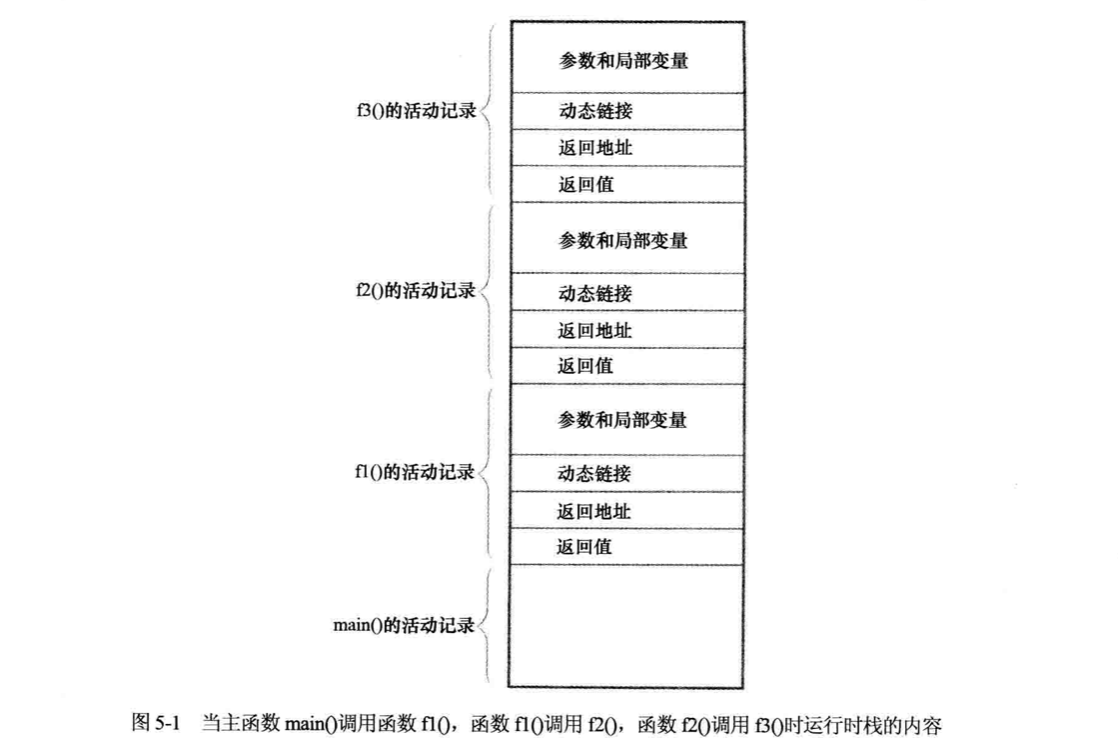 参数和局部变量
f3()的活动记录
动态链接
返回地址
返回值
参数和局部变量
f2()的活动记录
动态链接
返回地址
返回值
参数和局部变量
f1()的活动记录
动态链接
返回地址
返回值
main()的活动记录
图 5-1 当主函数 main()调用函数 f1()，函数 f1()调用 f2()，函数 f2()调用 f3()时运行时栈的内容